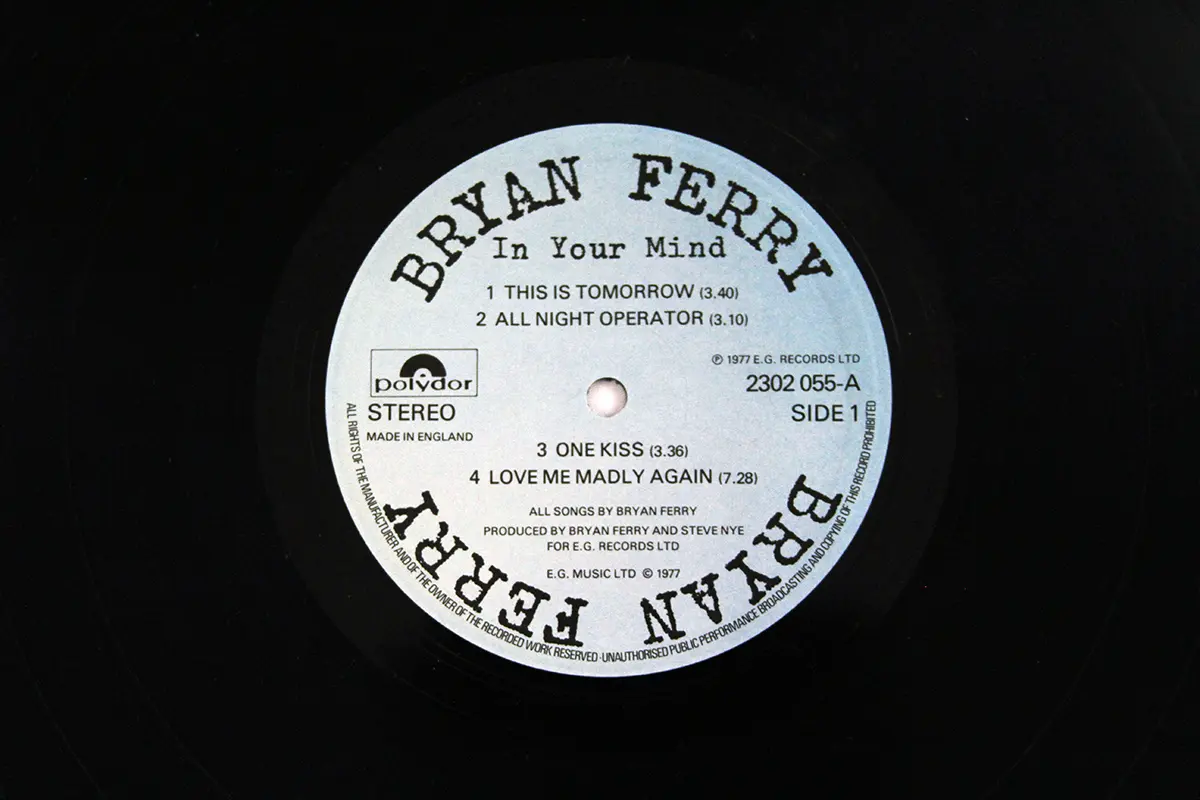 BRYAN FERRY
In Your Mind
1 THIS IS TOMORROW (3.40)
2 ALL NIGHT OPERATOR (3.10)
polydor
STEREO
MADE IN ENGLAND
℗ 1977 E.G. RECORDS LTD
2302 055-A
SIDE 1
3 ONE KISS (3.36)
4 LOVE ME MADLY AGAIN (7.28)
ALL SONGS BY BRYAN FERRY
PRODUCED BY BRYAN FERRY AND STEVE NYE
FOR E.G. RECORDS LTD
E.G. MUSIC LTD © 1977
BRYAN FERRY
ALL RIGHTS OF THE MANUFACTURER AND OF THE OWNER OF THE RECORDED WORK RESERVED·UNAUTHORISED PUBLIC PERFORMANCE BROADCASTING AND COPYING OF THIS RECORD PROHIBITED